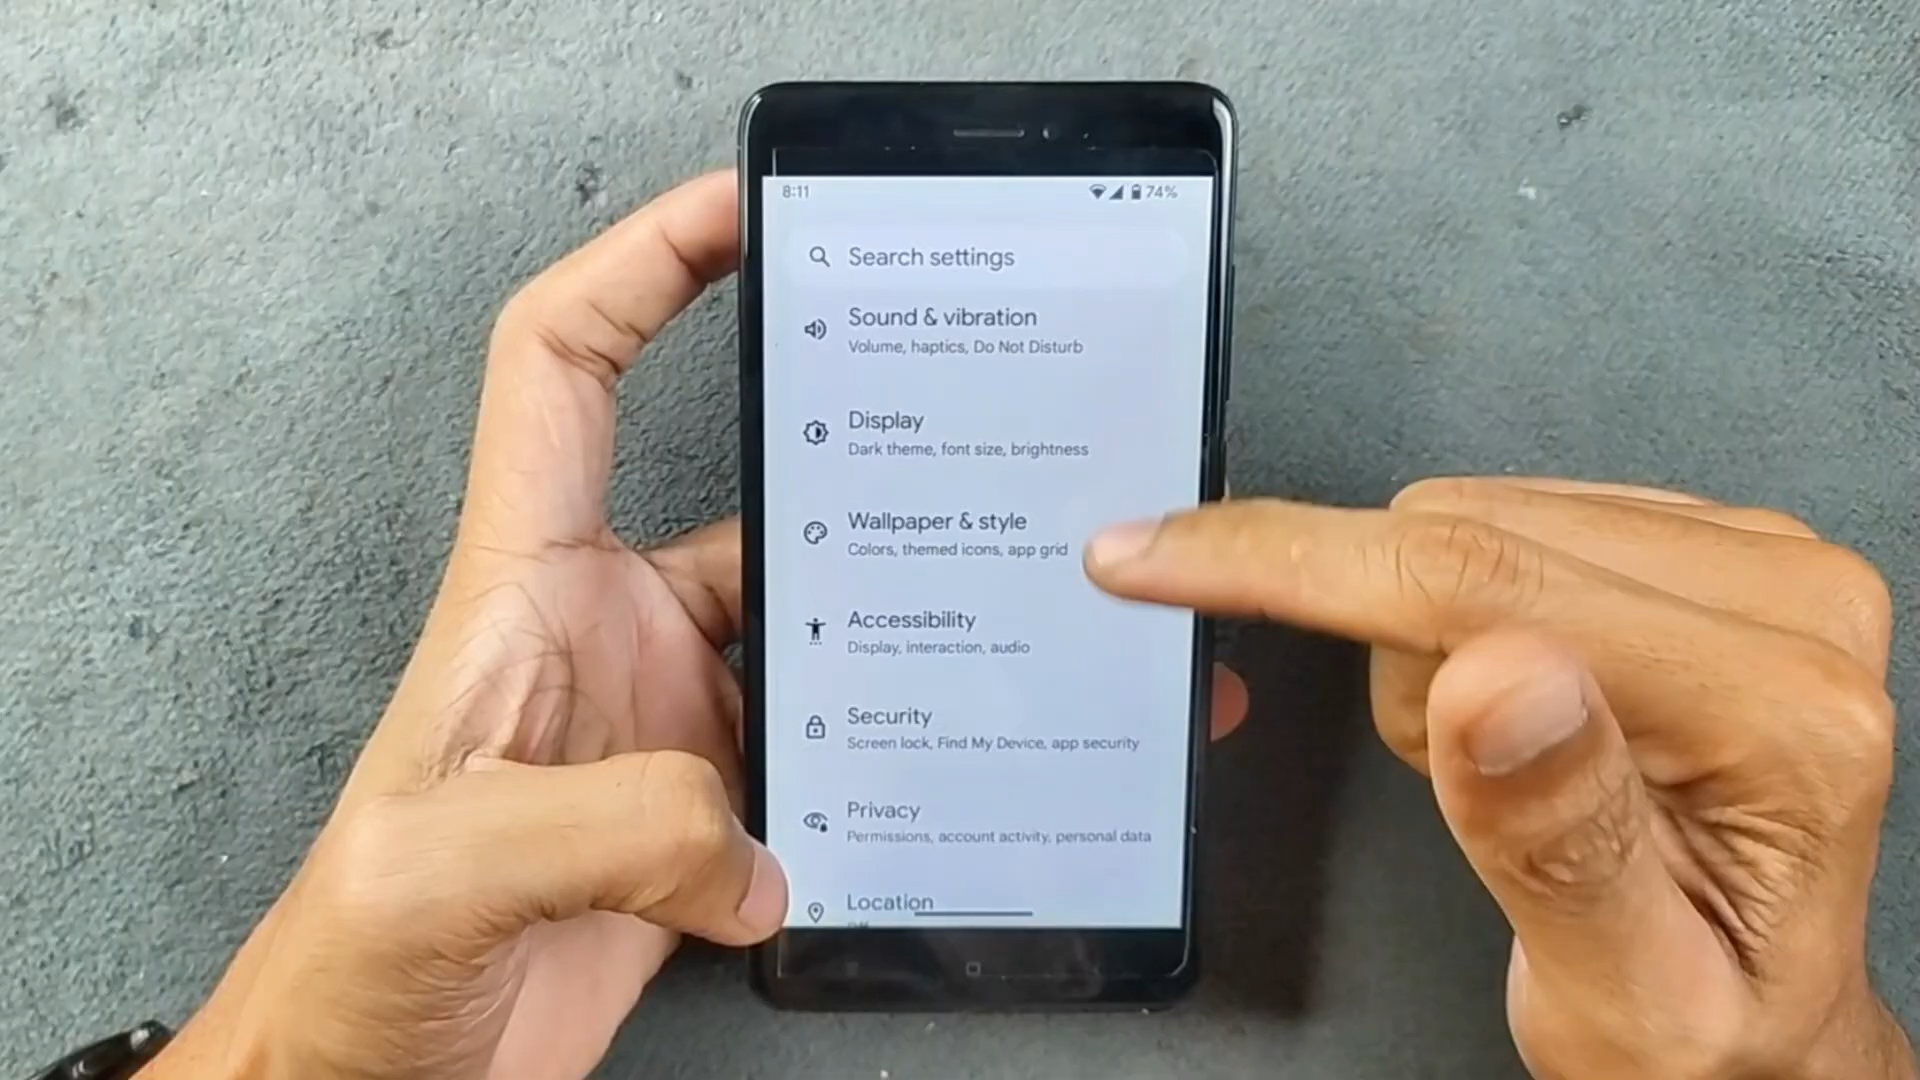 8:11 74%
Search settings
Sound & vibration
Volume, haptics, Do Not Disturb
Display
Dark theme, font size, brightness
Wallpaper & style
Colors, themed icons, app grid
Accessibility
Display, interaction, audio
Security
Screen lock, Find My Device, app security
Privacy
Permissions, account activity, personal data
Location